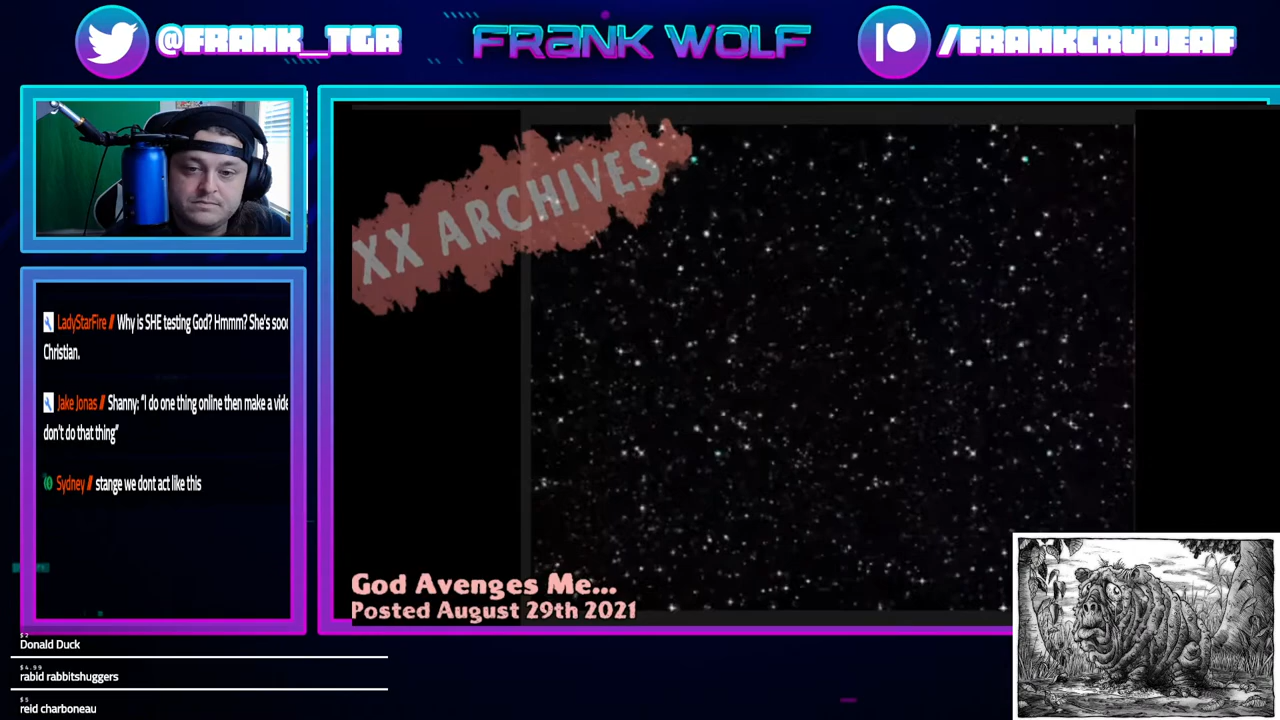 @FRANK_TGR
FRANK WOLF
/FRANKCRUDEAF
XX ARCHIVES
LadyStarFire // Why is SHE testing God? Hmmm? She's soo
Christian.
Jake Jonas // Shanny: "I do one thing online then make a vide
don't do that thing"
Sydney // stange we dont act like this
God Avenges Me...
Posted August 29th 2021
$2
Donald Duck
$4.99
rabid rabbitshuggers
$5
reid charboneau